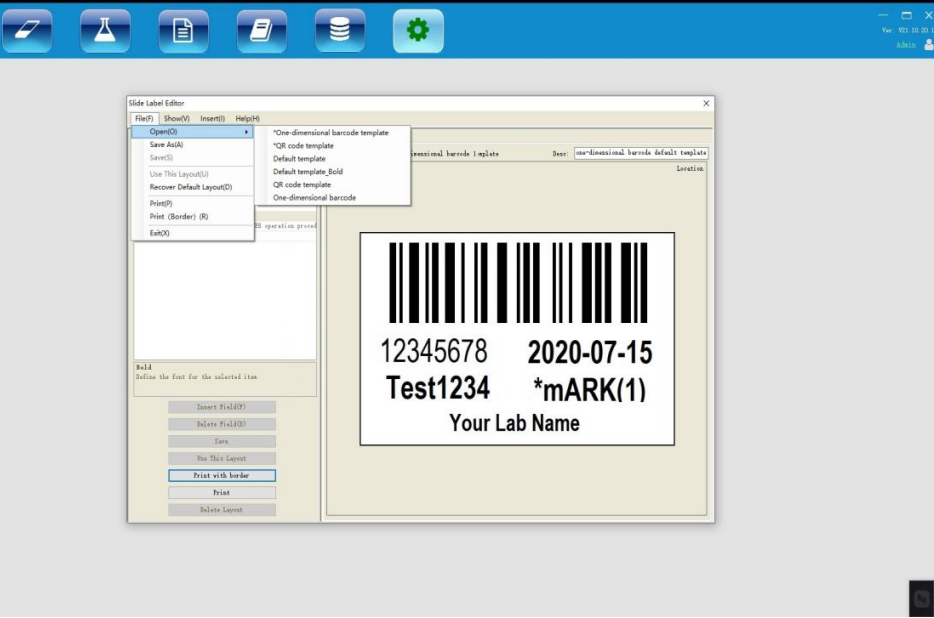 Ver: V21.10.20.1
Admin
Slide Label Editor
File(F) Show(V) Insert(I) Help(H)
Open(O)
Save As(A)
Save(S)
Use This Layout(U)
Recover Default Layout(D)
Print(P)
Print (Border) (R)
Exit(X)
*One-dimensional barcode template
*QR code template
Default template
Default template_Bold
QR code template
One-dimensional barcode
Desc: one-dimensional barcode default template
Location
operation proced
Bold
Define the font for the selected item
Insert Field(F)
Delete Field(D)
Save
Use This Layout
Print with border
Print
Delete Layout
12345678 2020-07-15
Test1234 *mARK(1)
Your Lab Name